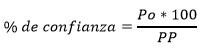 % de confianza = Po * 100 / PP